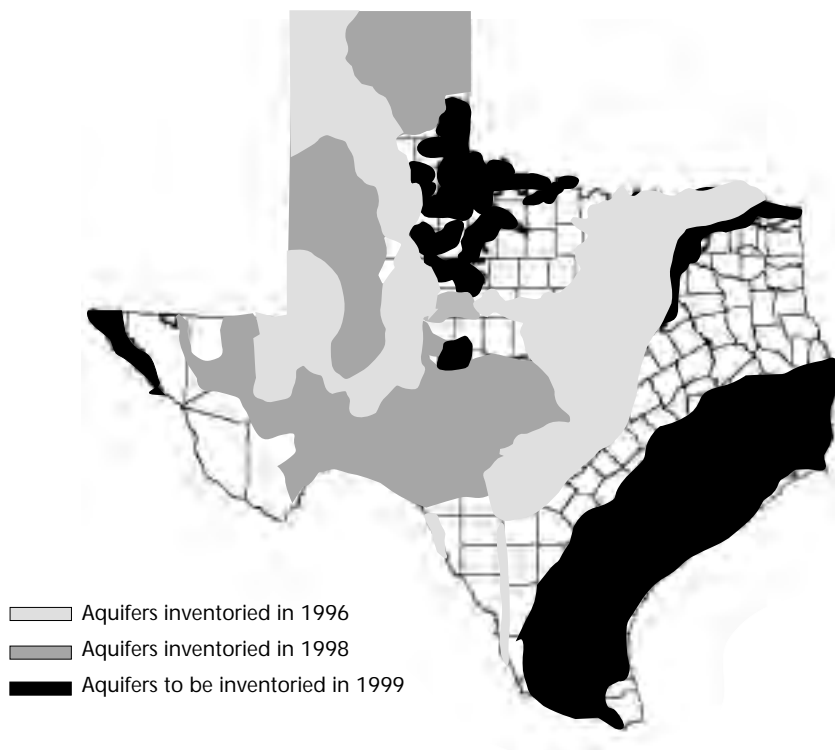 Aquifers inventoried in 1996
Aquifers inventoried in 1998
Aquifers to be inventoried in 1999